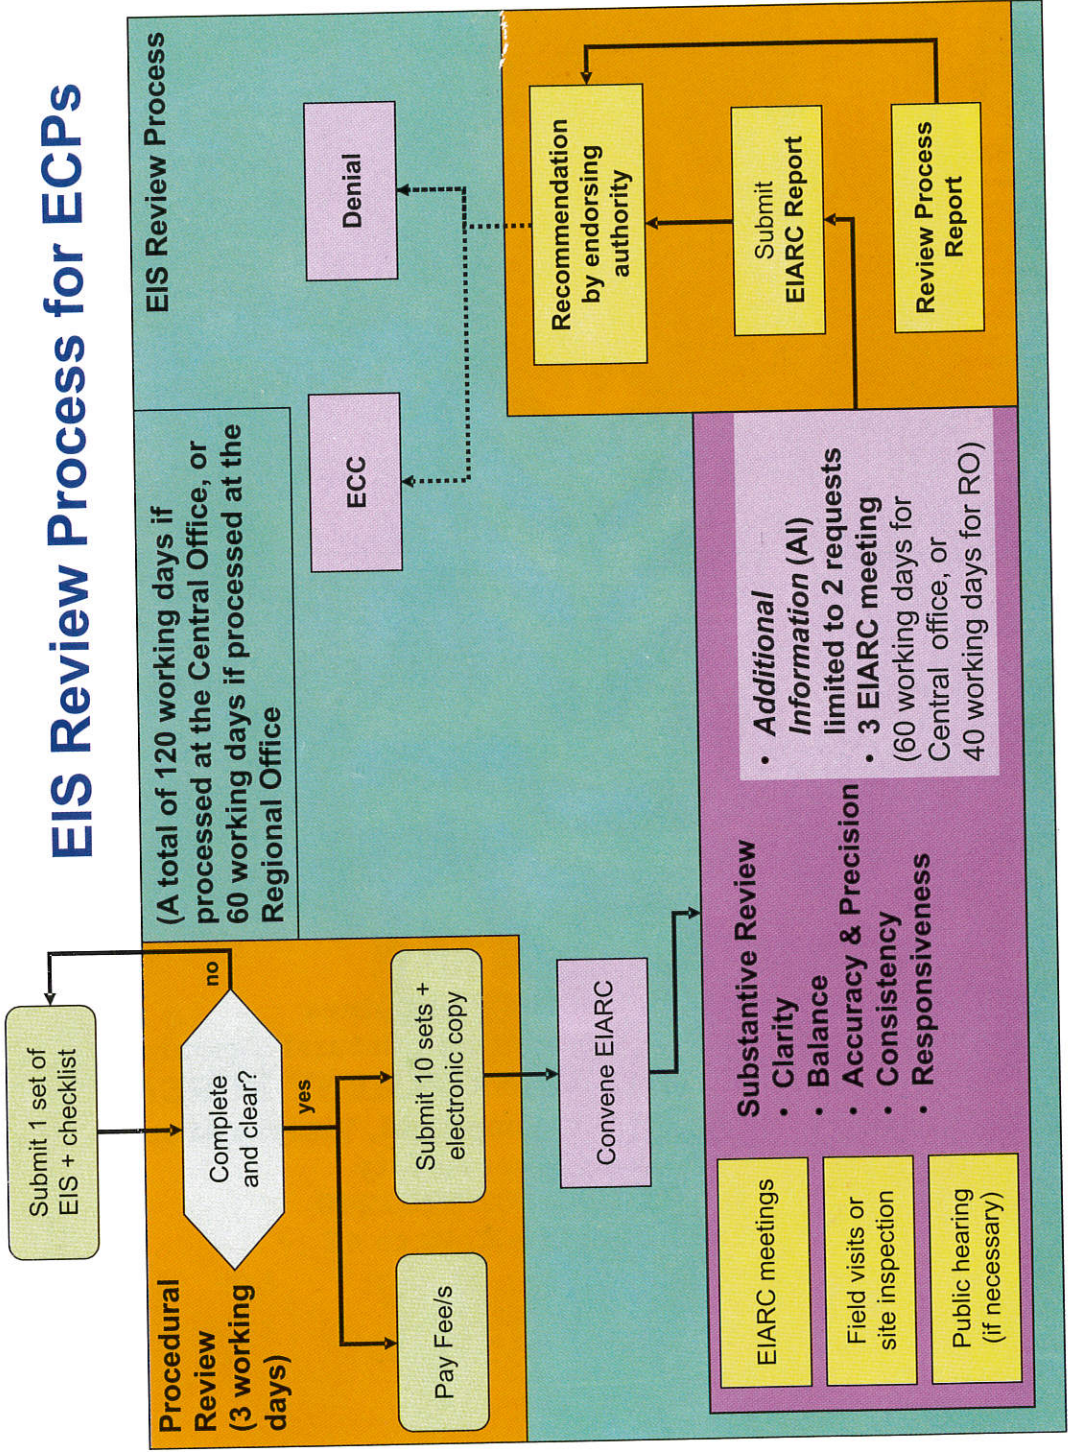 EIS Review Process for ECPs
Submit 1 set of
EIS + checklist
Procedural
Review
(3 working
days)
Complete
and clear?
no
yes
Pay Fee/s
Submit 10 sets +
electronic copy
(A total of 120 working days if
processed at the Central Office, or
60 working days if processed at the
Regional Office
EIS Review Process
ECC
Denial
Convene EIARC
EIARC meetings
Field visits or
site inspection
Public hearing
(if necessary)
Substantive Review
• Clarity
• Balance
• Accuracy & Precision
• Consistency
• Responsiveness
• Additional
Information (AI)
limited to 2 requests
• 3 EIARC meeting
(60 working days for
Central office, or
40 working days for RO)
Recommendation
by endorsing
authority
Submit
EIARC Report
Review Process
Report